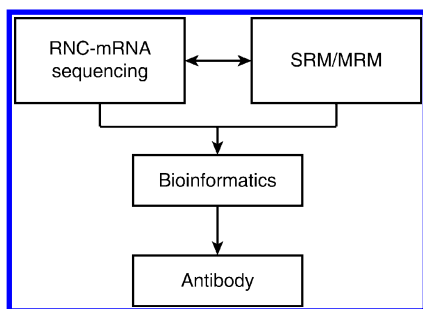 RNC-mRNA
sequencing
SRM/MRM
Bioinformatics
Antibody